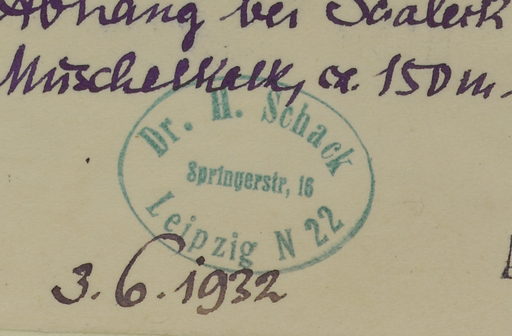 Abhang bei Saaleck
Muschelkalk, ca. 150 m.
Dr. H. Schack
Springerstr, 16
Leipzig N 22
3.6.1932